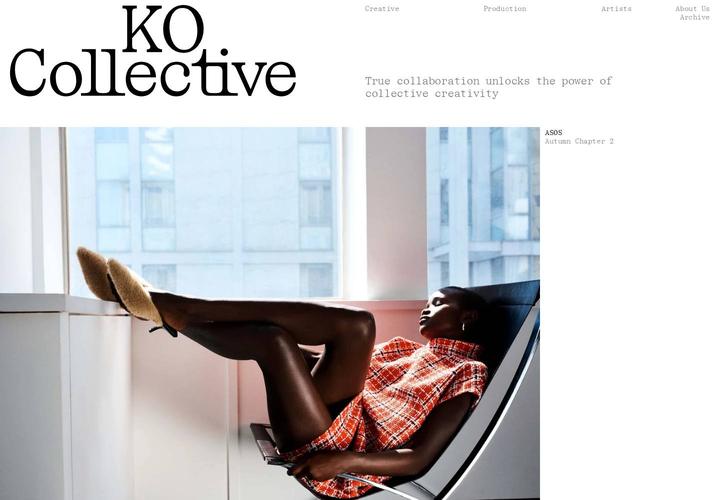 KO
Collective
Creative
Production
Artists
About Us
Archive
True collaboration unlocks the power of
collective creativity
ASOS
Autumn Chapter 2